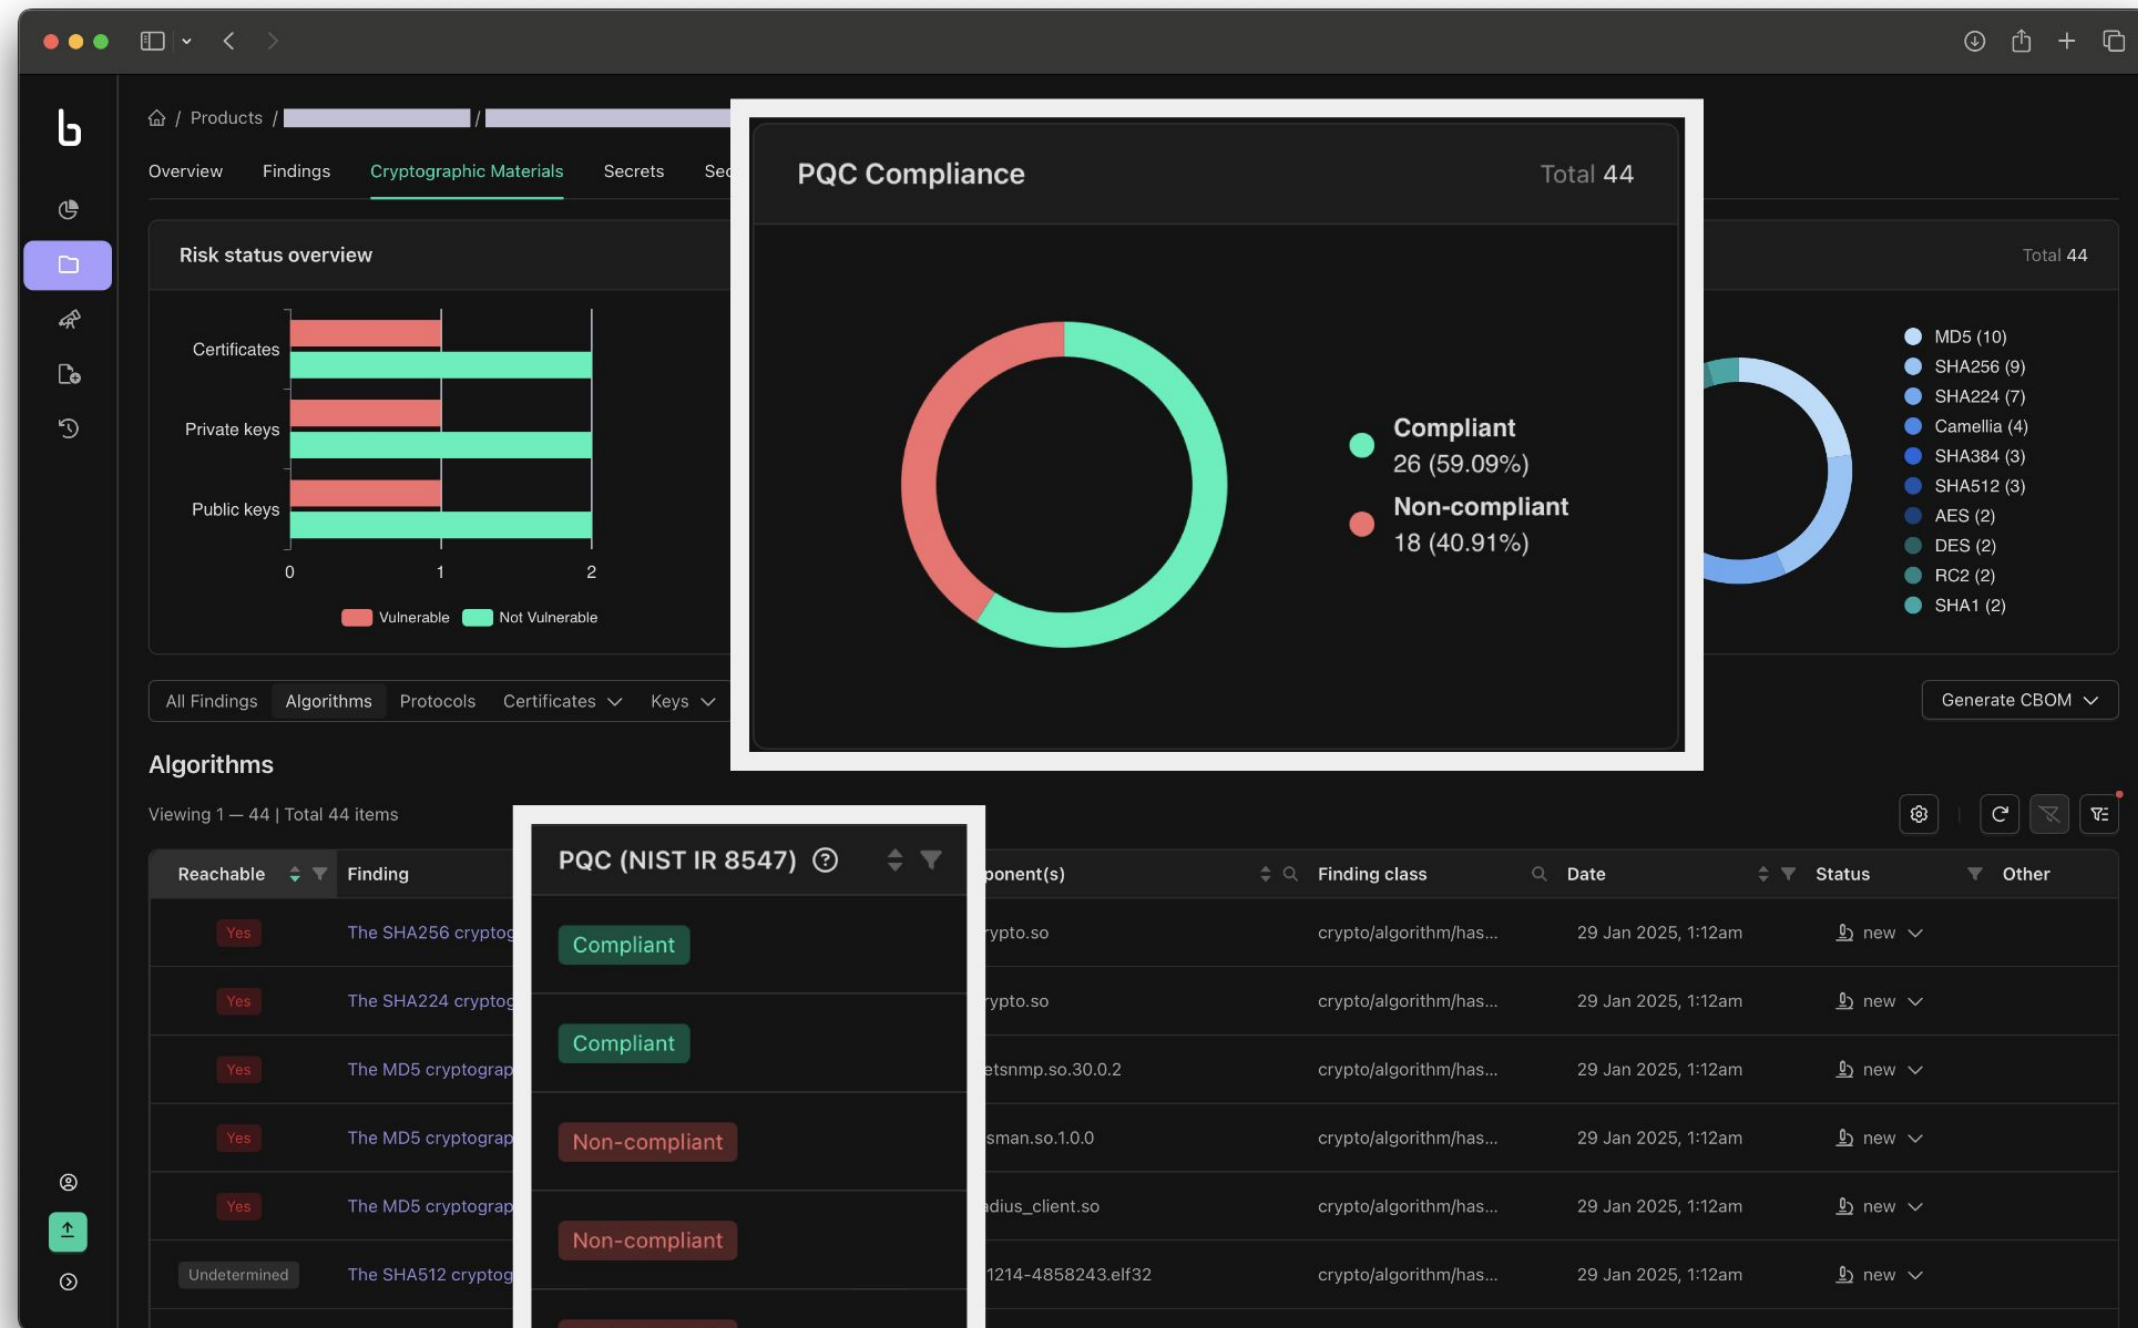 b
/ Products / /
Overview Findings Cryptographic Materials Secrets
PQC Compliance Total 44
Compliant
26 (59.09%)
Non-compliant
18 (40.91%)
Risk status overview
Certificates
Private keys
Public keys
0 1 2
Vulnerable Not Vulnerable
Total 44
MD5 (10)
SHA256 (9)
SHA224 (7)
Camellia (4)
SHA384 (3)
SHA512 (3)
AES (2)
DES (2)
RC2 (2)
SHA1 (2)
All Findings Algorithms Protocols Certificates Keys
Generate CBOM
Algorithms
Viewing 1 — 44 | Total 44 items
Reachable Finding PQC (NIST IR 8547) ponent(s) Finding class Date Status Other
Yes The SHA256 cryptog Compliant rypto.so crypto/algorithm/has... 29 Jan 2025, 1:12am new
Yes The SHA224 cryptog Compliant rypto.so crypto/algorithm/has... 29 Jan 2025, 1:12am new
Yes The MD5 cryptograp Non-compliant etsnmp.so.30.0.2 crypto/algorithm/has... 29 Jan 2025, 1:12am new
Yes The MD5 cryptograp Non-compliant sman.so.1.0.0 crypto/algorithm/has... 29 Jan 2025, 1:12am new
Yes The MD5 cryptograp adius_client.so crypto/algorithm/has... 29 Jan 2025, 1:12am new
Undetermined The SHA512 cryptog 1214-4858243.elf32 crypto/algorithm/has... 29 Jan 2025, 1:12am new